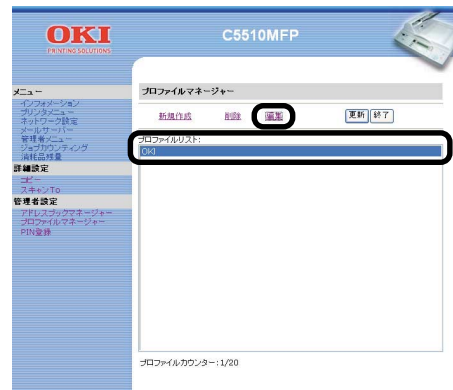 OKI
PRINTING SOLUTIONS
C5510MFP
メニュー
インフォメーション
プリンタメニュー
ネットワーク設定
メールサーバー
管理者メニュー
ジョブアカウンティング
消耗品残量
詳細設定
コピー
スキャンTo
管理者設定
アドレスブックマネージャー
プロファイルマネージャー
PIN登録
プロファイルマネージャー
新規作成 削除 編集 更新 終了
プロファイルリスト:
OKI
プロファイルカウンター:1/20